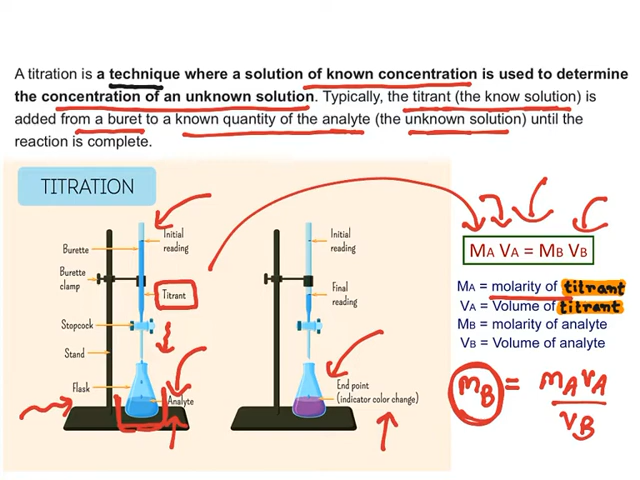 A titration is a technique where a solution of known concentration is used to determine
the concentration of an unknown solution. Typically, the titrant (the know solution) is
added from a buret to a known quantity of the analyte (the unknown solution) until the
reaction is complete.
TITRATION
Initial
reading
Burette
Burette
clamp
Titrant
Stopcock
Stand
Flask
Analyte
Initial
reading
Final
reading
End point
(indicator color change)
MA VA = MB VB
MA = molarity of titrant
VA = Volume of titrant
MB = molarity of analyte
VB = Volume of analyte
MB = MAVA
VB